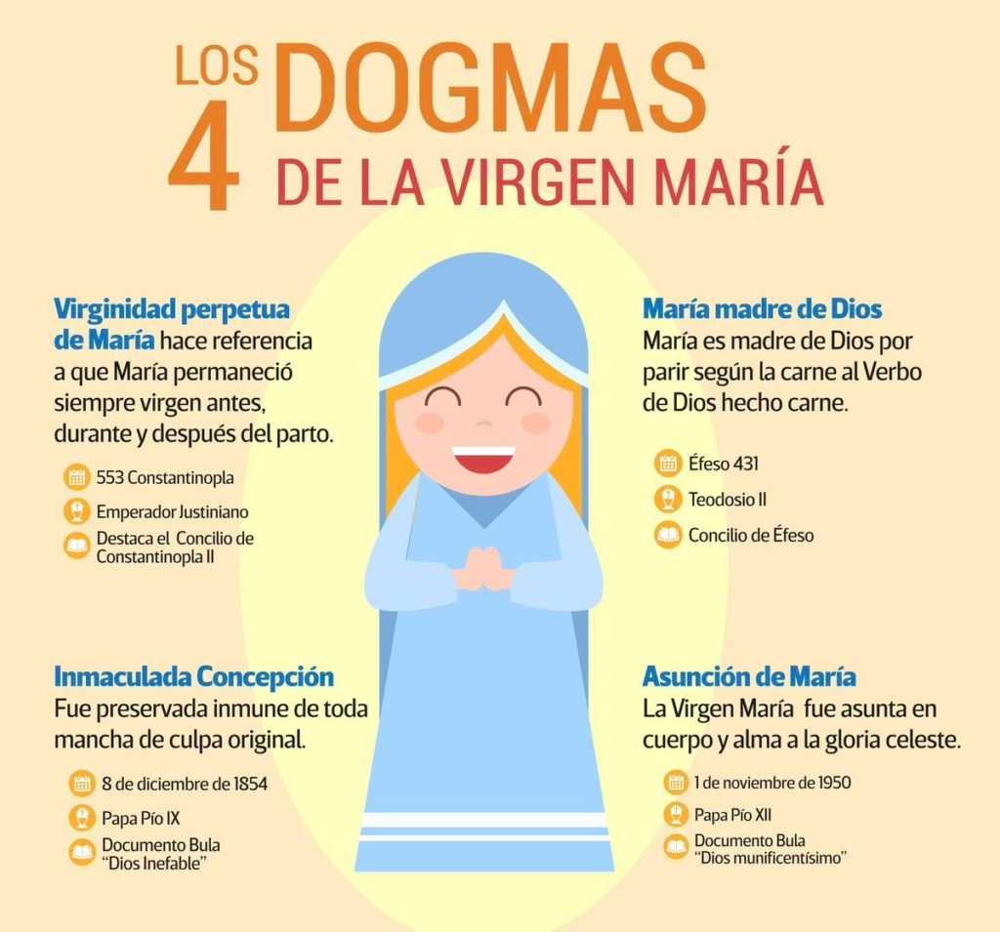 LOS
4
DOGMAS
DE LA VIRGEN MARÍA
Virginidad perpetua
de María hace referencia
a que María permaneció
siempre virgen antes,
durante y después del parto.
553 Constantinopla
Emperador Justiniano
Destaca el Concilio de
Constantinopla II
María madre de Dios
María es madre de Dios por
parir según la carne al Verbo
de Dios hecho carne.
Éfeso 431
Teodosio II
Concilio de Éfeso
Inmaculada Concepción
Fue preservada inmune de toda
mancha de culpa original.
8 de diciembre de 1854
Papa Pío IX
Documento Bula
“Dios Inefable”
Asunción de María
La Virgen María fue asunta en
cuerpo y alma a la gloria celeste.
1 de noviembre de 1950
Papa Pío XII
Documento Bula
“Dios munificentísimo”